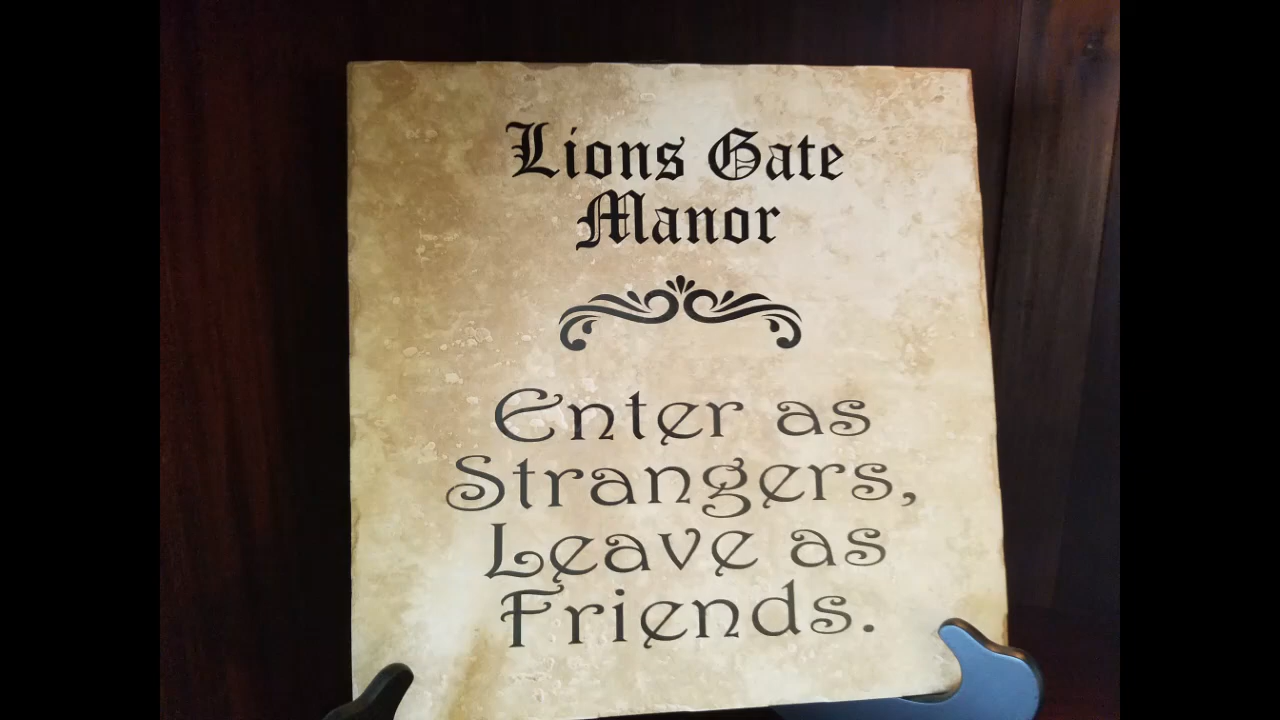 Lions Gate
Manor
Enter as
Strangers,
Leave as
Friends.